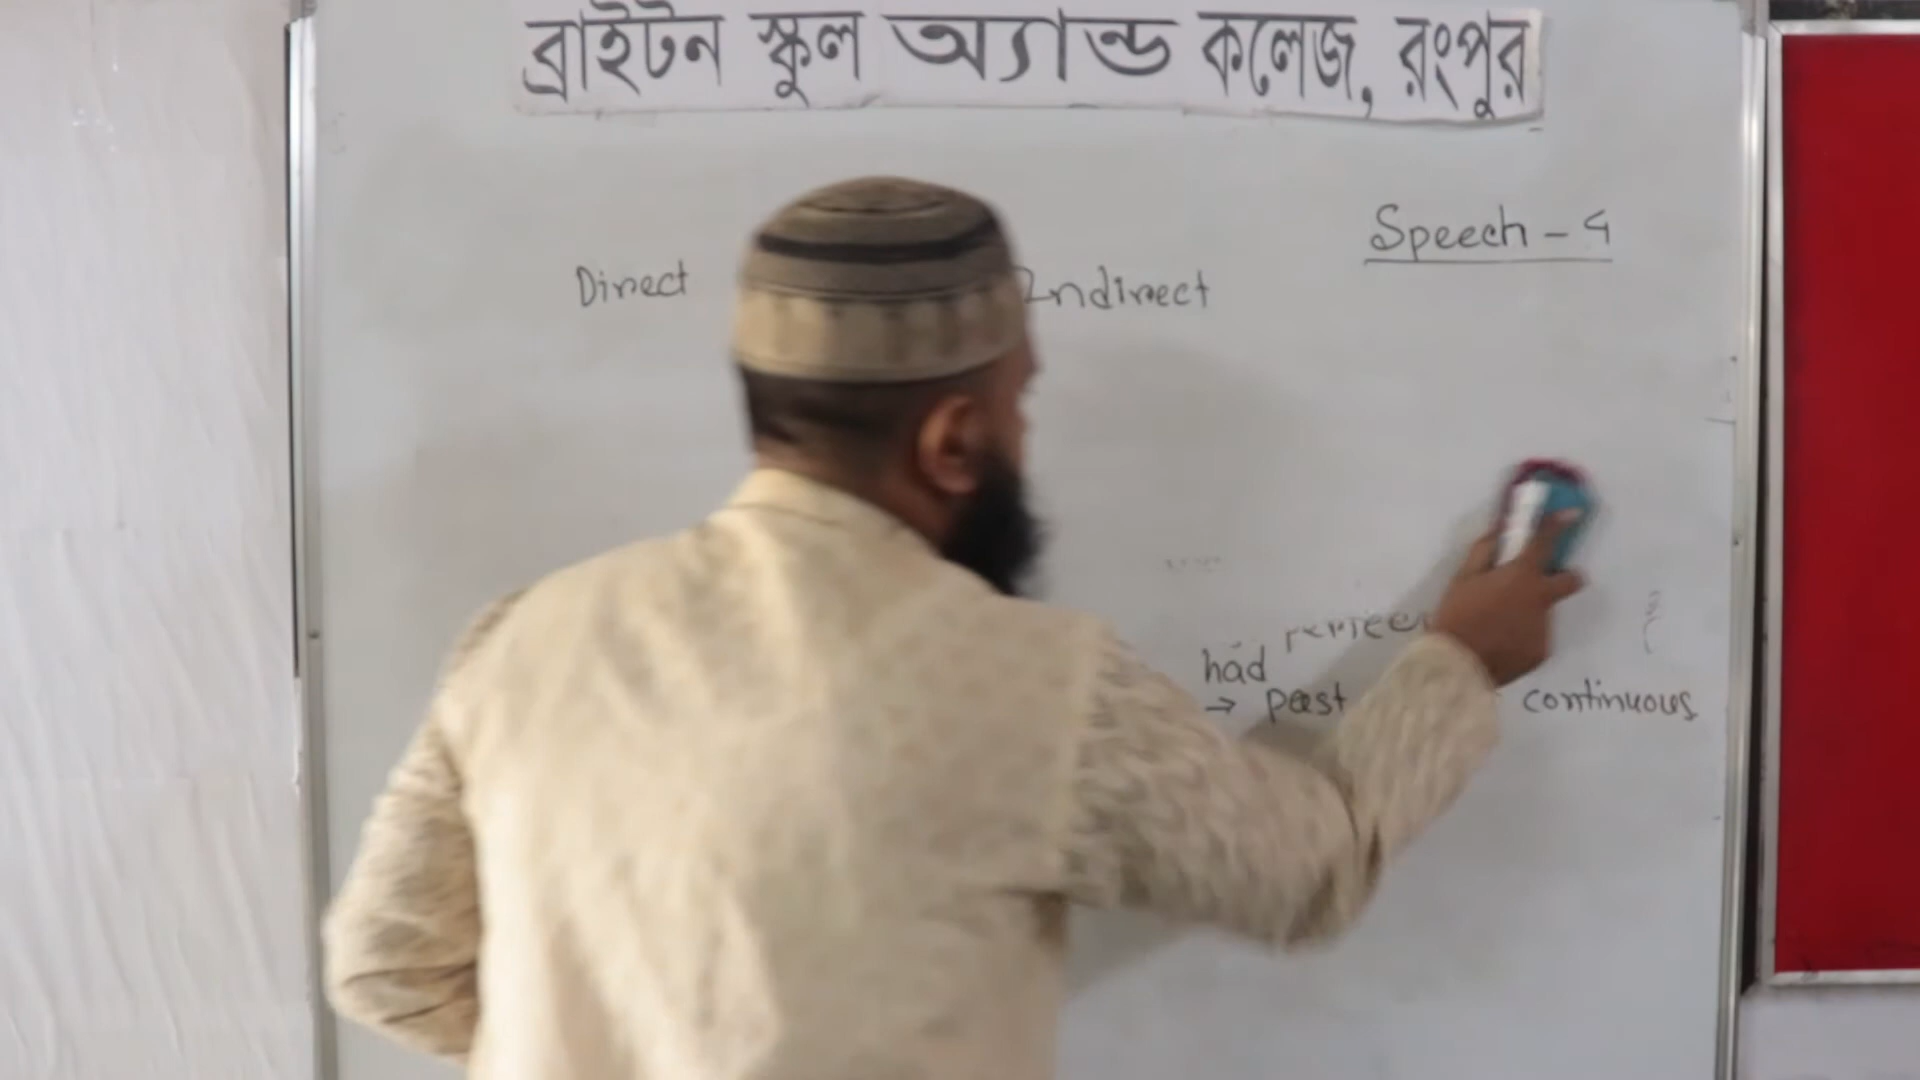 ব্রাইটন স্কুল অ্যান্ড কলেজ, রংপুর
Speech - 4
Direct Indirect
had
→ past continuous